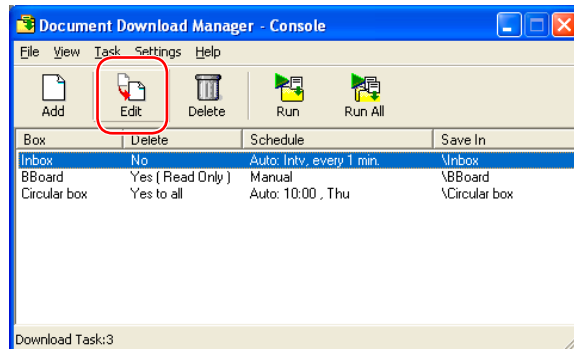 Document Download Manager - Console
File View Task Settings Help
Add Edit Delete Run Run All
Box Delete Schedule Save In
Inbox No Auto: Intv, every 1 min. \Inbox
BBoard Yes ( Read Only ) Manual \BBoard
Circular box Yes to all Auto: 10:00 , Thu \Circular box
Download Task:3